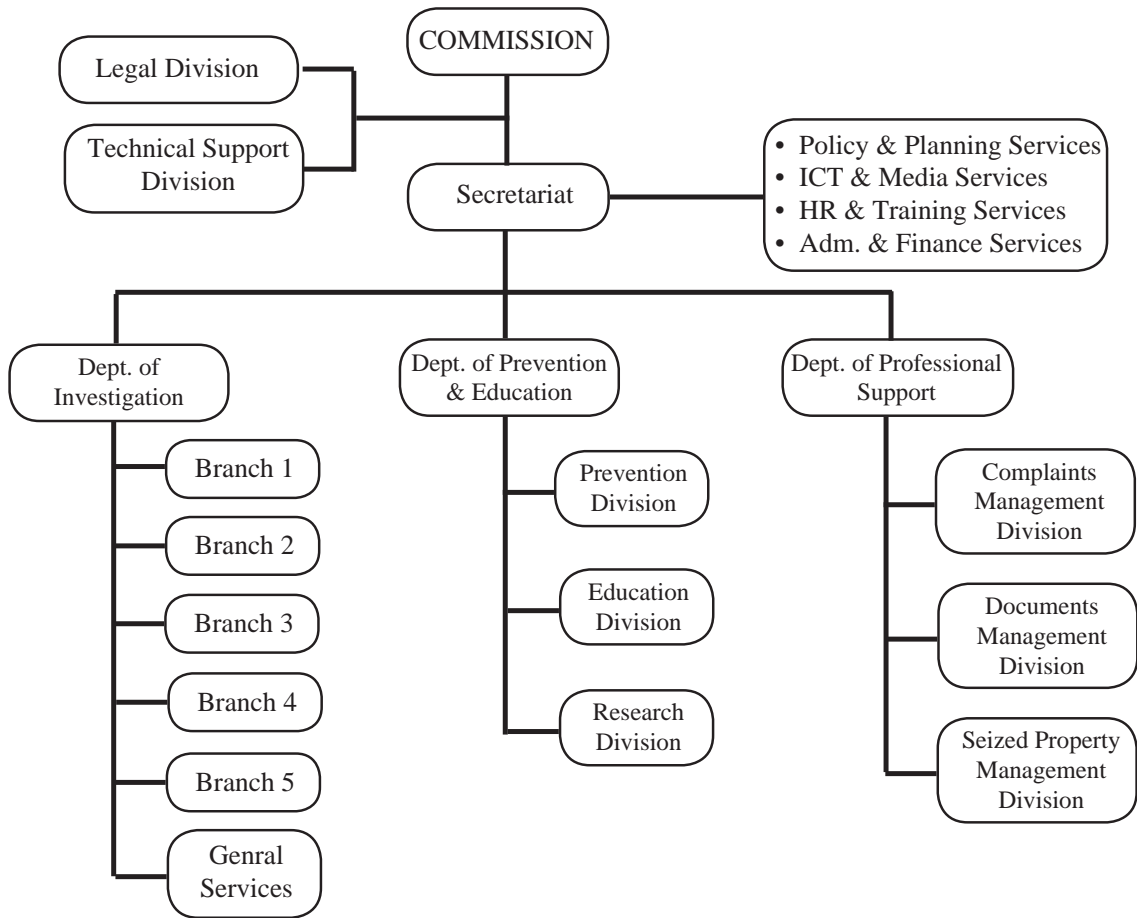 COMMISSION
Legal Division
Technical Support
Division
Secretariat
• Policy & Planning Services
• ICT & Media Services
• HR & Training Services
• Adm. & Finance Services
Dept. of
Investigation
Branch 1
Branch 2
Branch 3
Branch 4
Branch 5
Genral
Services
Dept. of Prevention
& Education
Prevention
Division
Education
Division
Research
Division
Dept. of Professional
Support
Complaints
Management
Division
Documents
Management
Division
Seized Property
Management
Division